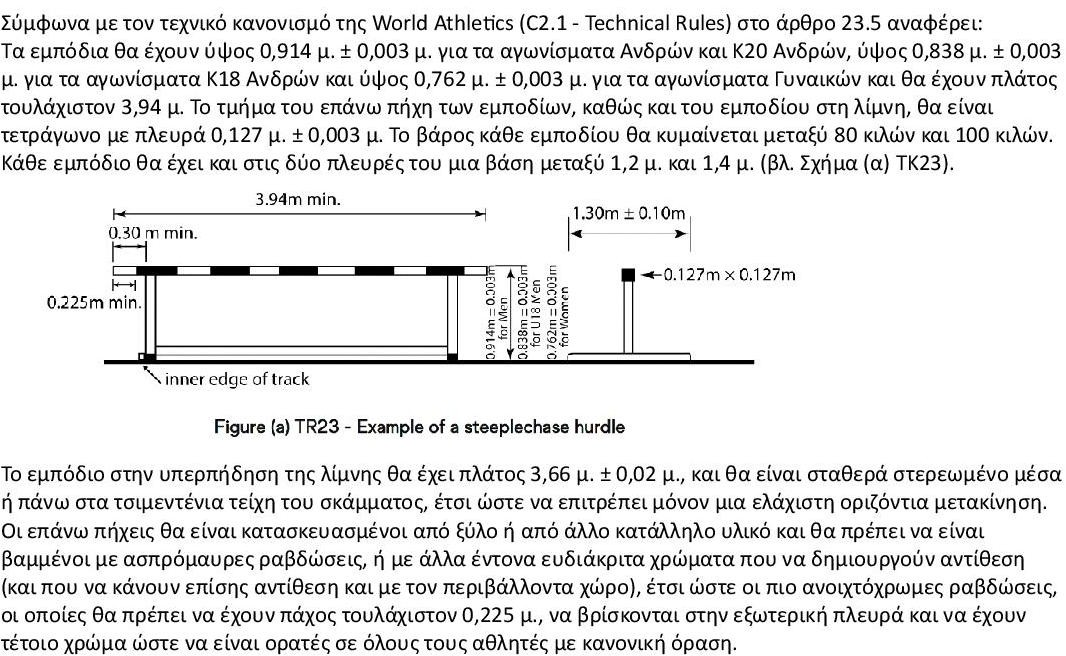 Σύμφωνα με τον τεχνικό κανονισμό της World Athletics (C2.1 - Technical Rules) στο άρθρο 23.5 αναφέρει:
Τα εμπόδια θα έχουν ύψος 0,914 μ. ± 0,003 μ. για τα αγωνίσματα Ανδρών και Κ20 Ανδρών, ύψος 0,838 μ. ± 0,003
μ. για τα αγωνίσματα Κ18 Ανδρών και ύψος 0,762 μ. ± 0,003 μ. για τα αγωνίσματα Γυναικών και θα έχουν πλάτος
τουλάχιστον 3,94 μ. Το τμήμα του επάνω πήχη των εμποδίων, καθώς και του εμποδίου στη λίμνη, θα είναι
τετράγωνο με πλευρά 0,127 μ. ± 0,003 μ. Το βάρος κάθε εμποδίου θα κυμαίνεται μεταξύ 80 κιλών και 100 κιλών.
Κάθε εμπόδιο θα έχει και στις δύο πλευρές του μια βάση μεταξύ 1,2 μ. και 1,4 μ. (βλ. Σχήμα (α) ΤΚ23).
3.94m min.
1.30m ± 0.10m
0.30 m min.
0.127m × 0.127m
0.225m min.
0.914m ± 0.003m
for Men
0.838m ± 0.003m
for U18 Men
0.762m ± 0.003m
for Women
inner edge of track
Figure (a) TR23 - Example of a steeplechase hurdle
Το εμπόδιο στην υπερπήδηση της λίμνης θα έχει πλάτος 3,66 μ. ± 0,02 μ., και θα είναι σταθερά στερεωμένο μέσα
ή πάνω στα τσιμεντένια τείχη του σκάμματος, έτσι ώστε να επιτρέπει μόνον μια ελάχιστη οριζόντια μετακίνηση.
Οι επάνω πήχεις θα είναι κατασκευασμένοι από ξύλο ή από άλλο κατάλληλο υλικό και θα πρέπει να είναι
βαμμένοι με ασπρόμαυρες ραβδώσεις, ή με άλλα έντονα ευδιάκριτα χρώματα που να δημιουργούν αντίθεση
(και που να κάνουν επίσης αντίθεση και με τον περιβάλλοντα χώρο), έτσι ώστε οι πιο ανοιχτόχρωμες ραβδώσεις,
οι οποίες θα πρέπει να έχουν πάχος τουλάχιστον 0,225 μ., να βρίσκονται στην εξωτερική πλευρά και να έχουν
τέτοιο χρώμα ώστε να είναι ορατές σε όλους τους αθλητές με κανονική όραση.